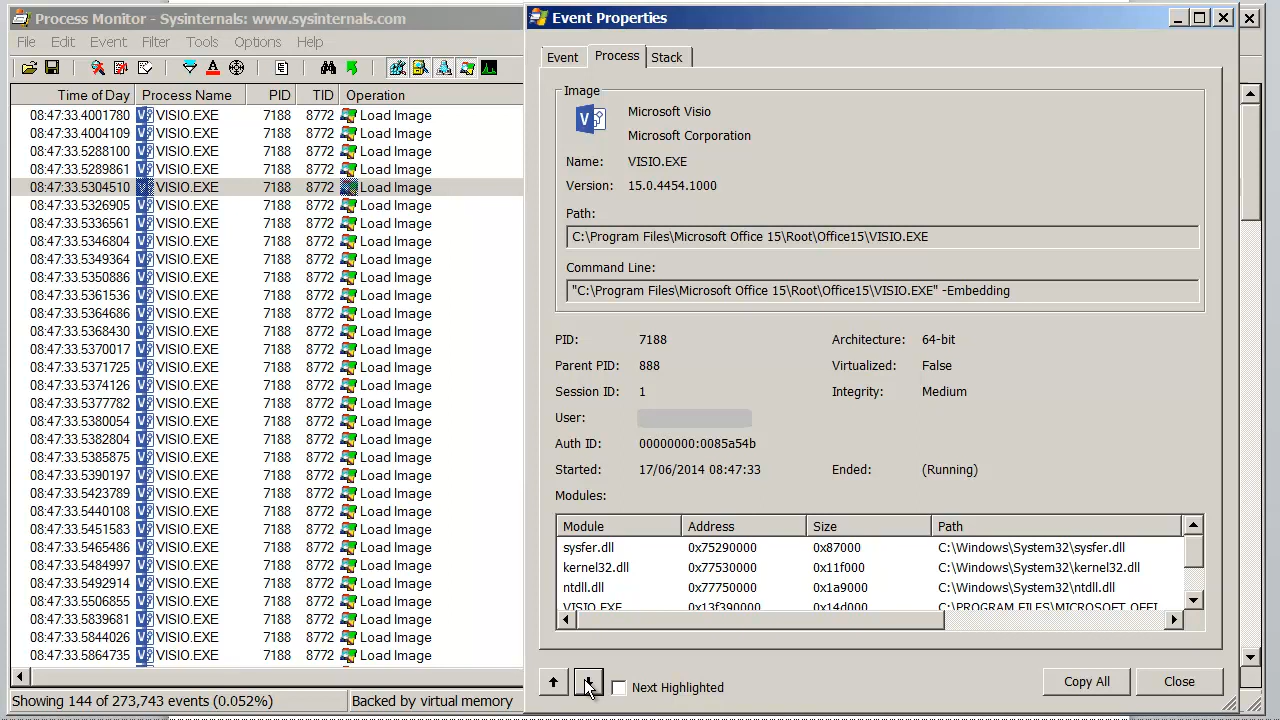 Process Monitor - Sysinternals: www.sysinternals.com
File Edit Event Filter Tools Options Help
Time of Day Process Name PID TID Operation
08:47:33.4001780 VISIO.EXE 7188 8772 Load Image
08:47:33.4004109 VISIO.EXE 7188 8772 Load Image
08:47:33.5288100 VISIO.EXE 7188 8772 Load Image
08:47:33.5289861 VISIO.EXE 7188 8772 Load Image
08:47:33.5304510 VISIO.EXE 7188 8772 Load Image
08:47:33.5326905 VISIO.EXE 7188 8772 Load Image
08:47:33.5336561 VISIO.EXE 7188 8772 Load Image
08:47:33.5346804 VISIO.EXE 7188 8772 Load Image
08:47:33.5349364 VISIO.EXE 7188 8772 Load Image
08:47:33.5350886 VISIO.EXE 7188 8772 Load Image
08:47:33.5361536 VISIO.EXE 7188 8772 Load Image
08:47:33.5364686 VISIO.EXE 7188 8772 Load Image
08:47:33.5368430 VISIO.EXE 7188 8772 Load Image
08:47:33.5370017 VISIO.EXE 7188 8772 Load Image
08:47:33.5371725 VISIO.EXE 7188 8772 Load Image
08:47:33.5374126 VISIO.EXE 7188 8772 Load Image
08:47:33.5377782 VISIO.EXE 7188 8772 Load Image
08:47:33.5380054 VISIO.EXE 7188 8772 Load Image
08:47:33.5382804 VISIO.EXE 7188 8772 Load Image
08:47:33.5385875 VISIO.EXE 7188 8772 Load Image
08:47:33.5390197 VISIO.EXE 7188 8772 Load Image
08:47:33.5423789 VISIO.EXE 7188 8772 Load Image
08:47:33.5440108 VISIO.EXE 7188 8772 Load Image
08:47:33.5451583 VISIO.EXE 7188 8772 Load Image
08:47:33.5465486 VISIO.EXE 7188 8772 Load Image
08:47:33.5484997 VISIO.EXE 7188 8772 Load Image
08:47:33.5492914 VISIO.EXE 7188 8772 Load Image
08:47:33.5506855 VISIO.EXE 7188 8772 Load Image
08:47:33.5839681 VISIO.EXE 7188 8772 Load Image
08:47:33.5844026 VISIO.EXE 7188 8772 Load Image
08:47:33.5864735 VISIO.EXE 7188 8772 Load Image
Showing 144 of 273,743 events (0.052%) Backed by virtual memory
Event Properties
Event Process Stack
Image
Microsoft Visio
Microsoft Corporation
Name: VISIO.EXE
Version: 15.0.4454.1000
Path:
C:\Program Files\Microsoft Office 15\Root\Office15\VISIO.EXE
Command Line:
"C:\Program Files\Microsoft Office 15\Root\Office15\VISIO.EXE" -Embedding
PID: 7188 Architecture: 64-bit
Parent PID: 888 Virtualized: False
Session ID: 1 Integrity: Medium
User:
Auth ID: 00000000:0085a54b
Started: 17/06/2014 08:47:33 Ended: (Running)
Modules:
Module Address Size Path
sysfer.dll 0x75290000 0x87000 C:\Windows\System32\sysfer.dll
kernel32.dll 0x77530000 0x11f000 C:\Windows\System32\kernel32.dll
ntdll.dll 0x77750000 0x1a9000 C:\Windows\System32\ntdll.dll
VISIO.EXE 0x13f390000 C:\PROGRAM FILES\MICROSOFT OFFI
Next Highlighted
Copy All Close